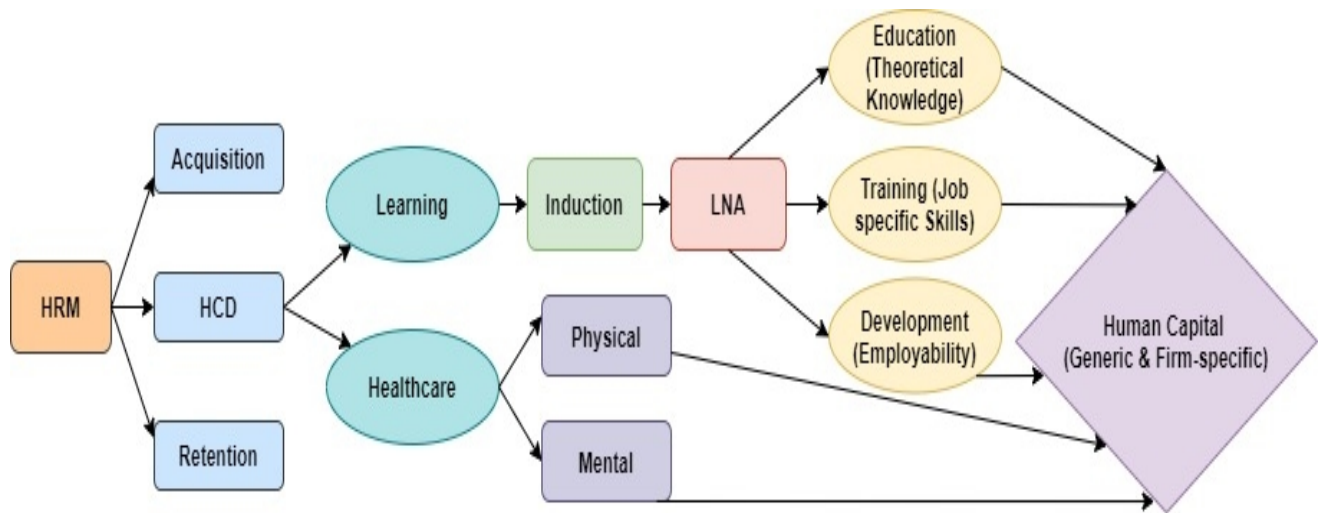 HRM
Acquisition
HCD
Retention
Learning
Healthcare
Induction
Physical
Mental
LNA
Education
(Theoretical
Knowledge)
Training (Job
specific Skills)
Development
(Employability)
Human Capital
(Generic & Firm-specific)